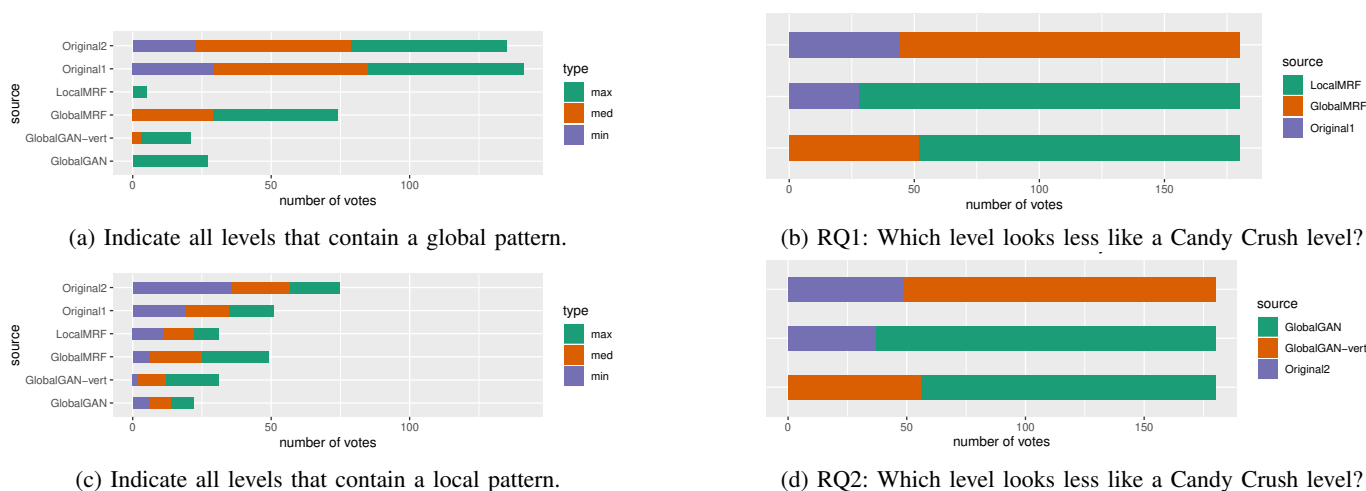 Original2
Original1
LocalMRF
GlobalMRF
GlobalGAN-vert
GlobalGAN
source
0 50 100
number of votes
type
max
med
min
(a) Indicate all levels that contain a global pattern.
0 50 100 150
number of votes
source
LocalMRF
GlobalMRF
Original1
(b) RQ1: Which level looks less like a Candy Crush level?
Original2
Original1
LocalMRF
GlobalMRF
GlobalGAN-vert
GlobalGAN
source
0 50 100
number of votes
type
max
med
min
(c) Indicate all levels that contain a local pattern.
0 50 100 150
number of votes
source
GlobalGAN
GlobalGAN-vert
Original2
(d) RQ2: Which level looks less like a Candy Crush level?